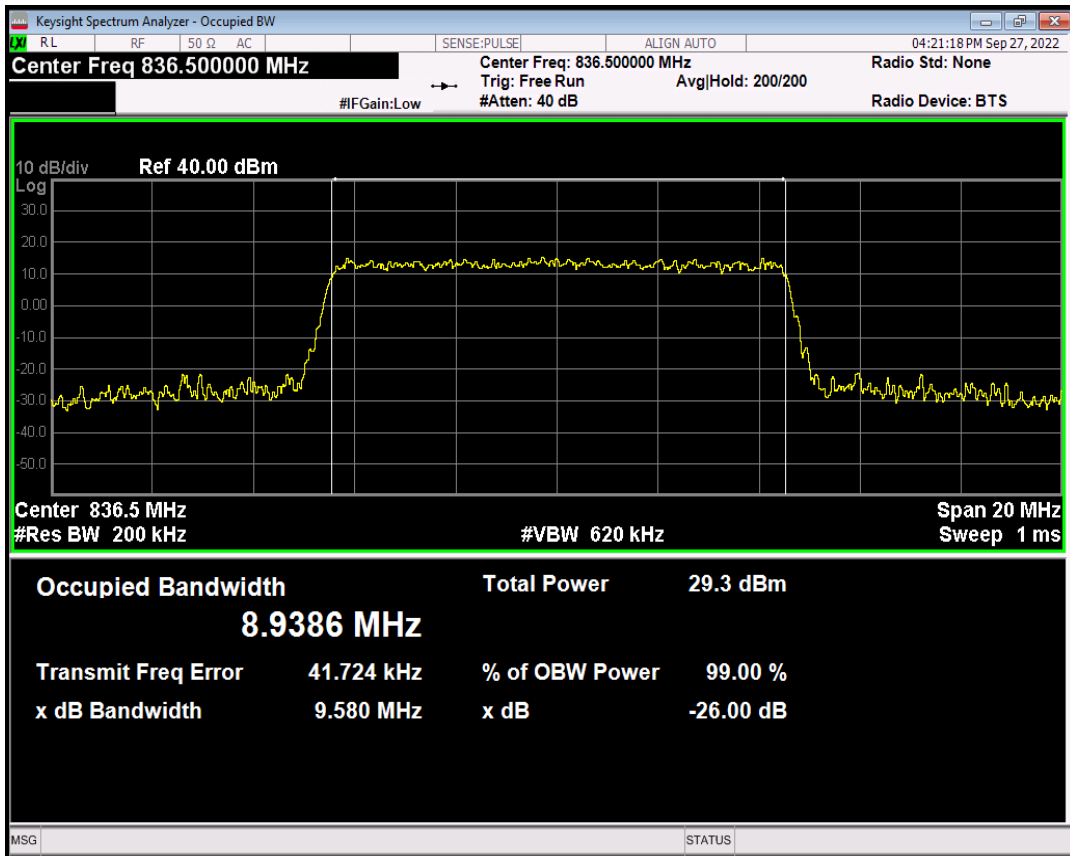 Keysight Spectrum Analyzer - Occupied BW
LXI RL RF 50 Ω AC SENSE:PULSE ALIGN AUTO 04:21:18 PM Sep 27, 2022
Center Freq 836.500000 MHz Center Freq: 836.500000 MHz Radio Std: None
Trig: Free Run Avg|Hold: 200/200
#IFGain:Low #Atten: 40 dB Radio Device: BTS
10 dB/div Ref 40.00 dBm
Log
30.0
20.0
10.0
0.00
-10.0
-20.0
-30.0
-40.0
-50.0
Center 836.5 MHz Span 20 MHz
#Res BW 200 kHz #VBW 620 kHz Sweep 1 ms
Occupied Bandwidth Total Power 29.3 dBm
8.9386 MHz
Transmit Freq Error 41.724 kHz % of OBW Power 99.00 %
x dB Bandwidth 9.580 MHz x dB -26.00 dB
MSG STATUS